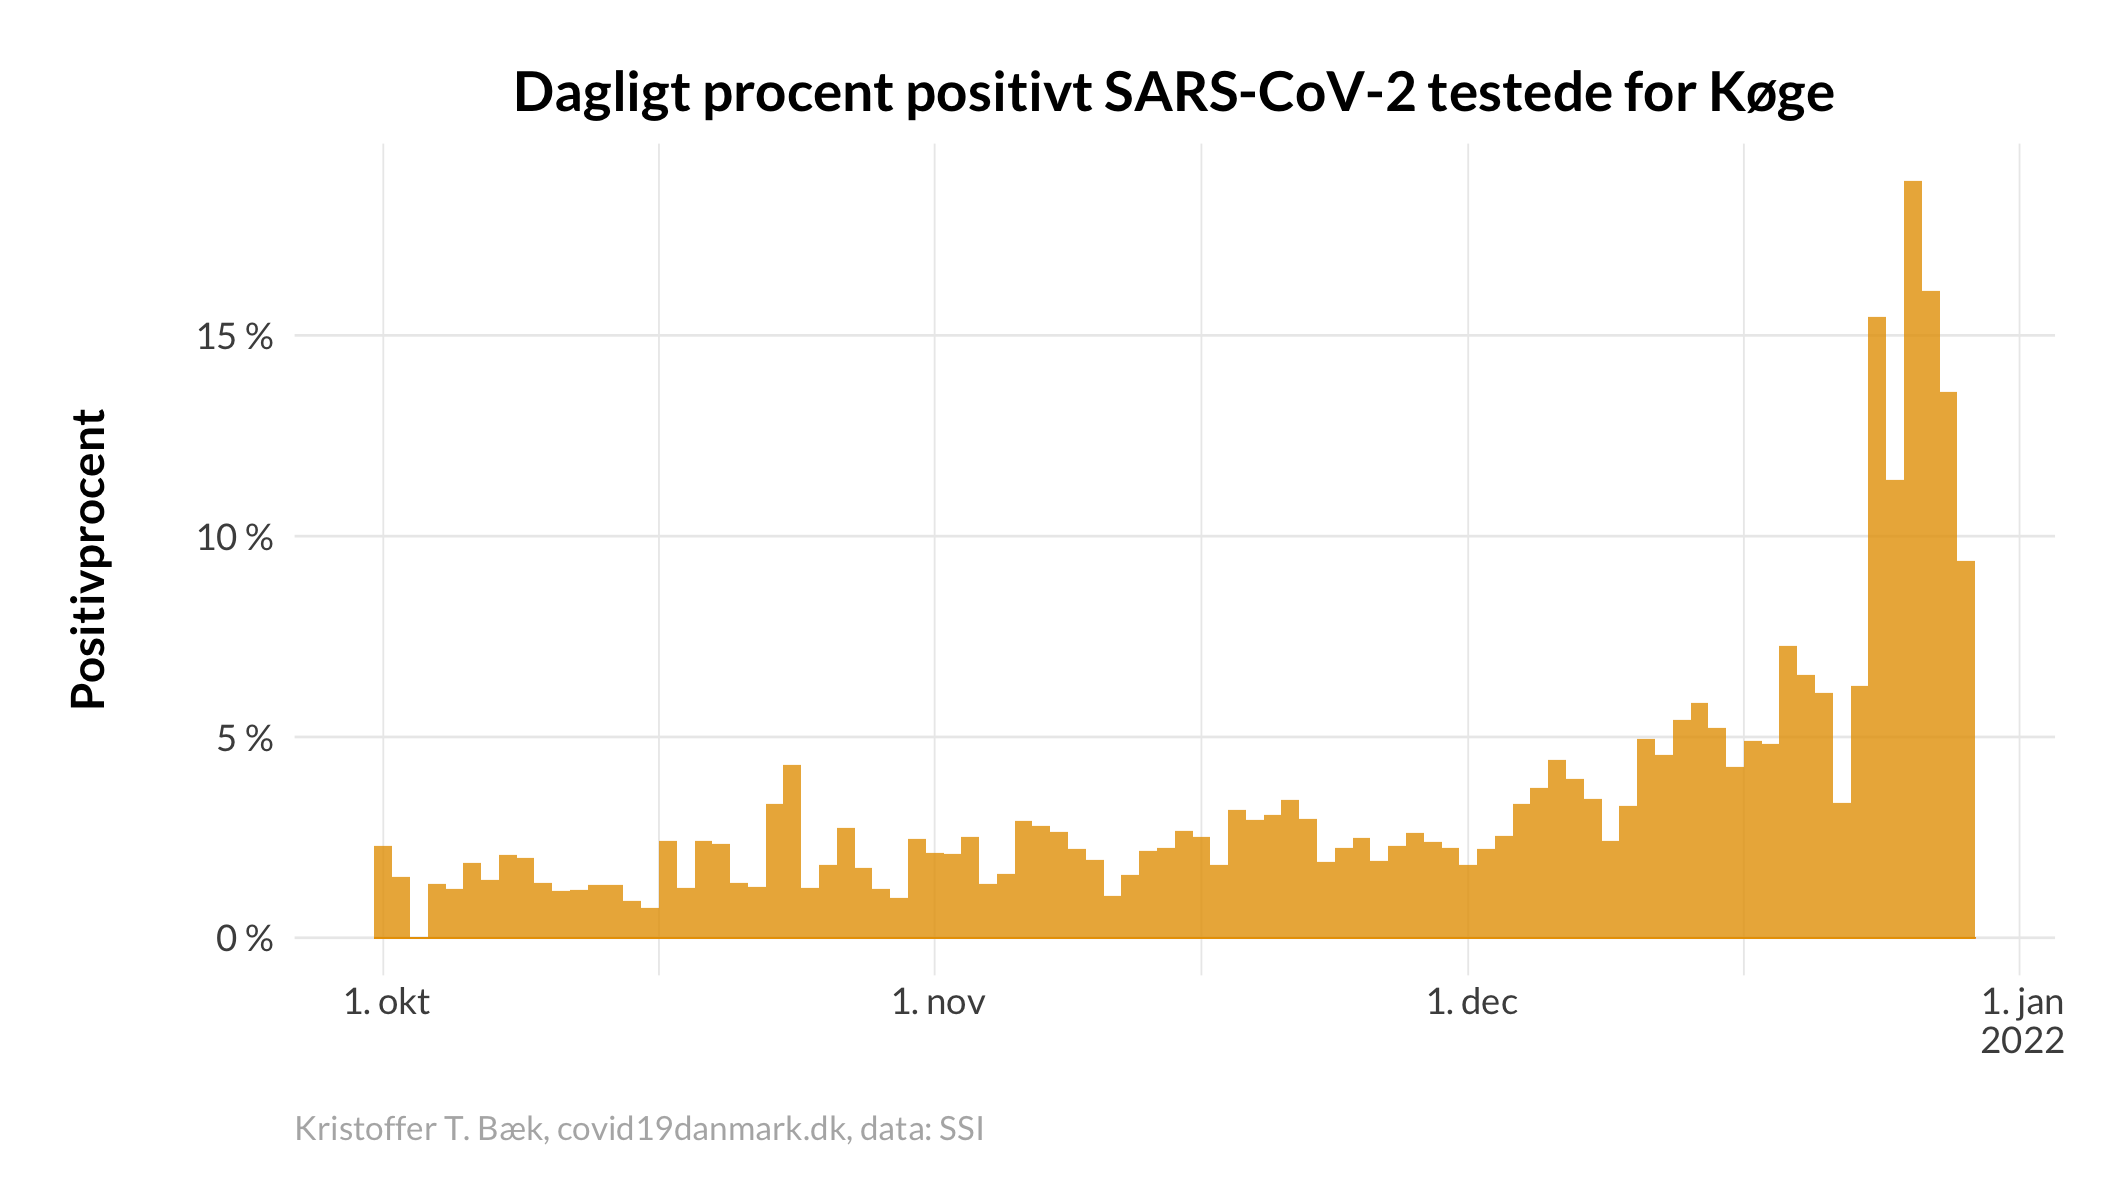 Dagligt procent positivt SARS-CoV-2 testede for Køge
Positivprocent
15 %
10 %
5 %
0 %
1. okt
1. nov
1. dec
1. jan
2022
Kristoffer T. Bæk, covid19danmark.dk, data: SSI